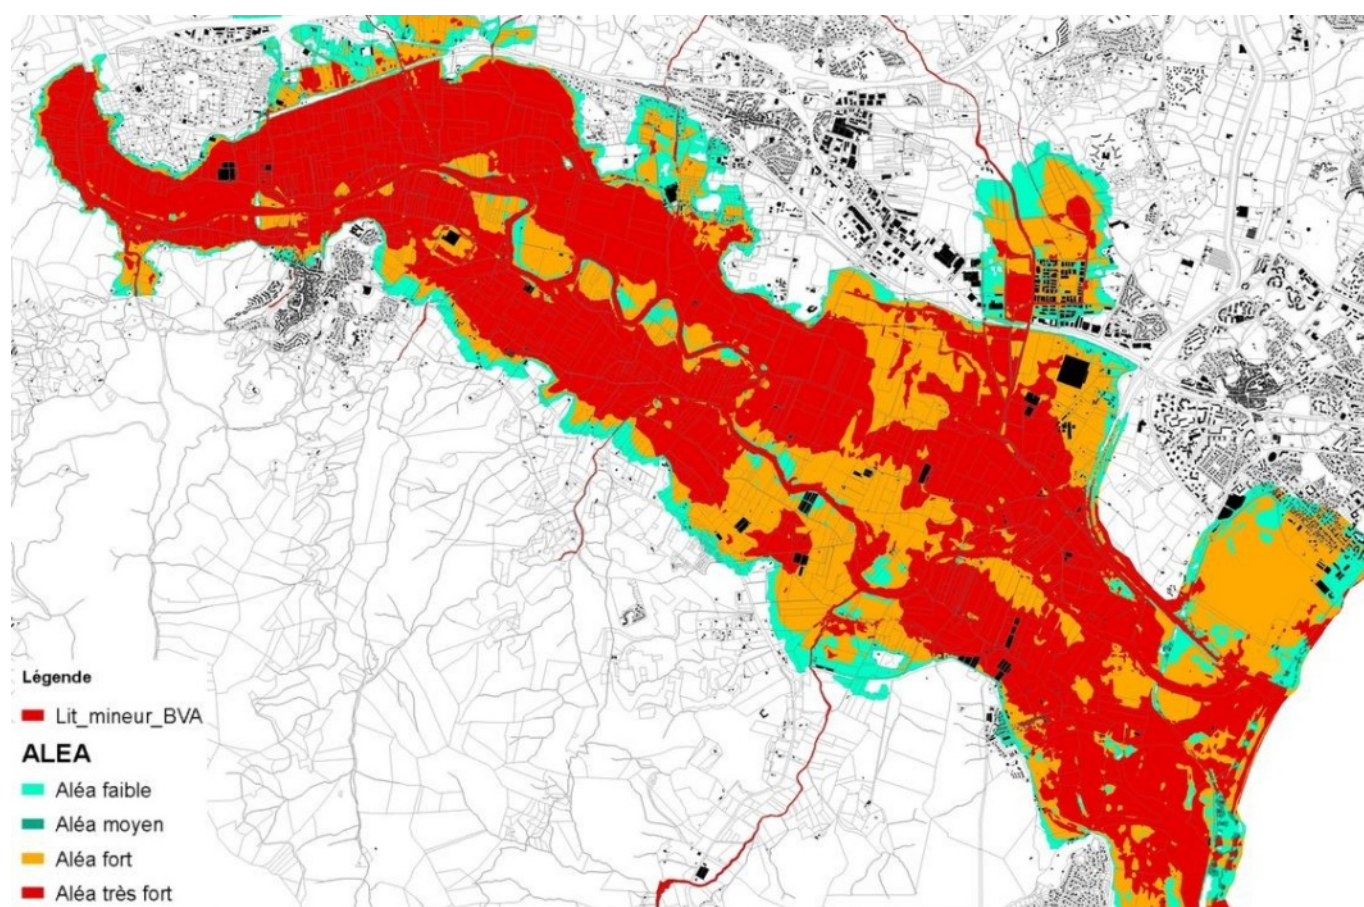 Légende
Lit_mineur_BVA
ALEA
Aléa faible
Aléa moyen
Aléa fort
Aléa très fort